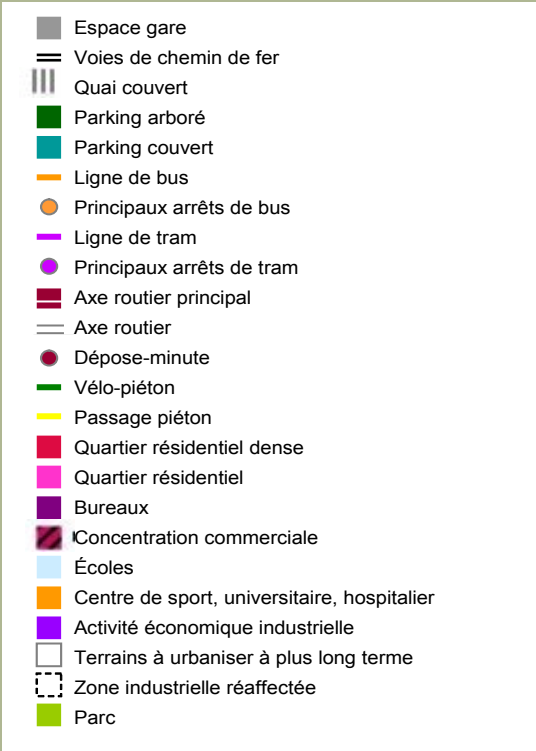 Espace gare
Voies de chemin de fer
Quai couvert
Parking arboré
Parking couvert
Ligne de bus
Principaux arrêts de bus
Ligne de tram
Principaux arrêts de tram
Axe routier principal
Axe routier
Dépose-minute
Vélo-piéton
Passage piéton
Quartier résidentiel dense
Quartier résidentiel
Bureaux
Concentration commerciale
Écoles
Centre de sport, universitaire, hospitalier
Activité économique industrielle
Terrains à urbaniser à plus long terme
Zone industrielle réaffectée
Parc